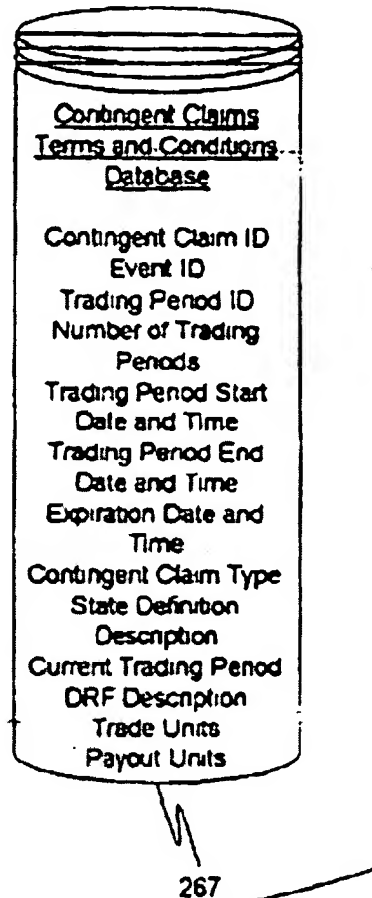 Contingent Claims
Terms and Conditions
Database
Contingent Claim ID
Event ID
Trading Period ID
Number of Trading
Periods
Trading Period Start
Date and Time
Trading Period End
Date and Time
Expiration Date and
Time
Contingent Claim Type
State Definition
Description
Current Trading Period
DRF Description
Trade Units
Payout Units
267